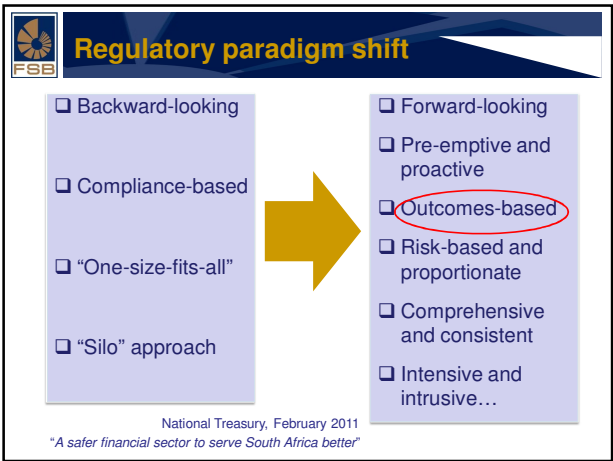 FSB
Regulatory paradigm shift
❑ Backward-looking
❑ Compliance-based
❑ “One-size-fits-all”
❑ “Silo” approach
❑ Forward-looking
❑ Pre-emptive and
proactive
❑ Outcomes-based
❑ Risk-based and
proportionate
❑ Comprehensive
and consistent
❑ Intensive and
intrusive…
National Treasury, February 2011
“A safer financial sector to serve South Africa better”